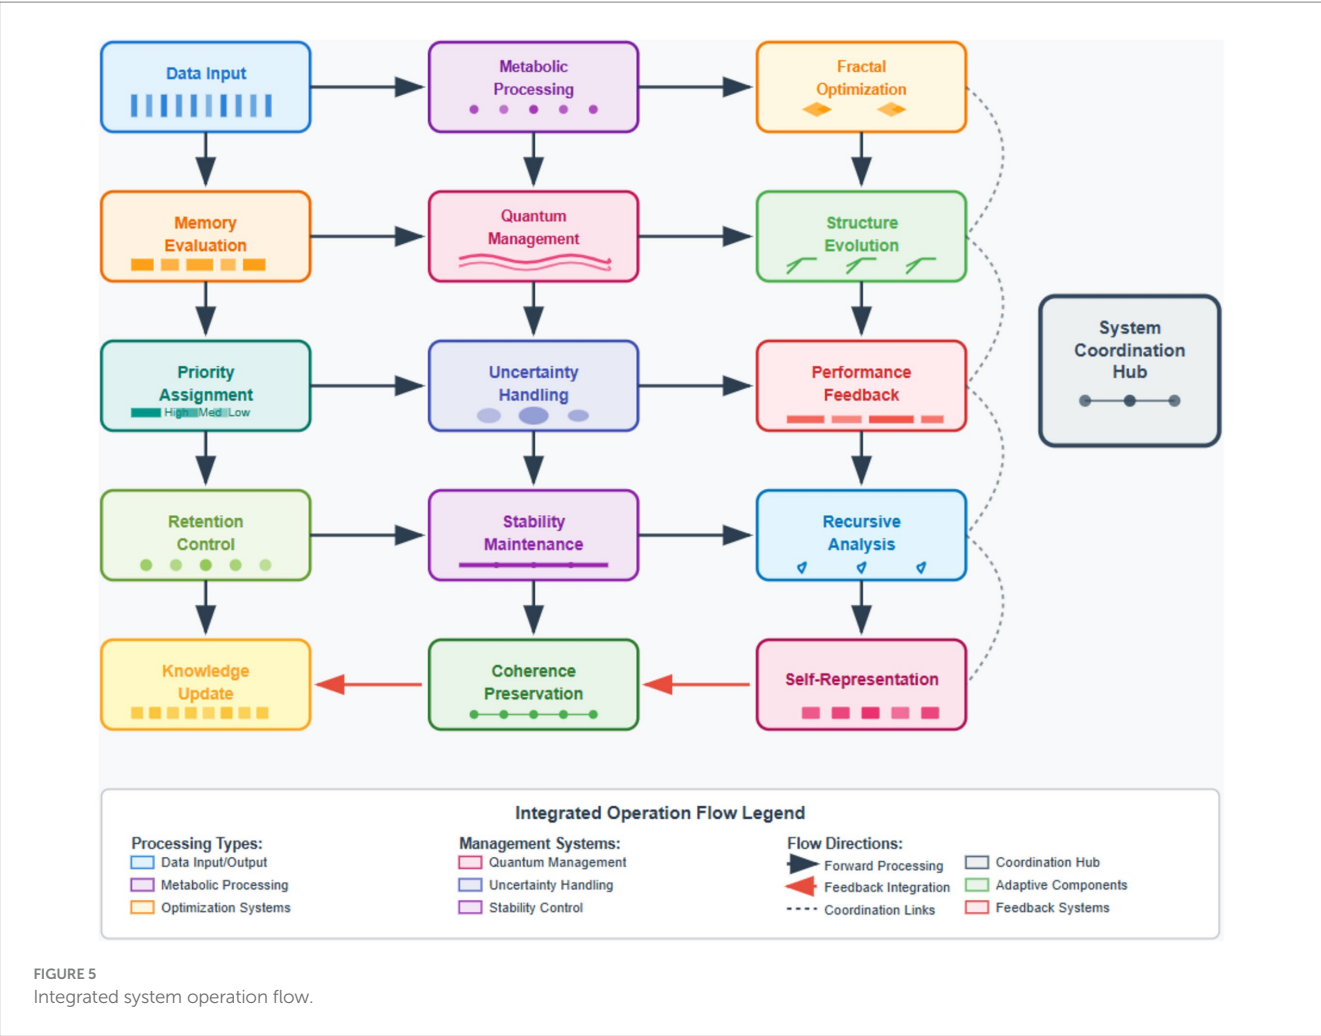 Data Input
Metabolic
Processing
Fractal
Optimization
Memory
Evaluation
Quantum
Management
Structure
Evolution
Priority
Assignment
High Med Low
Uncertainty
Handling
Performance
Feedback
System
Coordination
Hub
Retention
Control
Stability
Maintenance
Recursive
Analysis
Knowledge
Update
Coherence
Preservation
Self-Representation
Integrated Operation Flow Legend
Processing Types:
Data Input/Output
Metabolic Processing
Optimization Systems
Management Systems:
Quantum Management
Uncertainty Handling
Stability Control
Flow Directions:
Forward Processing
Feedback Integration
Coordination Links
Coordination Hub
Adaptive Components
Feedback Systems
FIGURE 5
Integrated system operation flow.